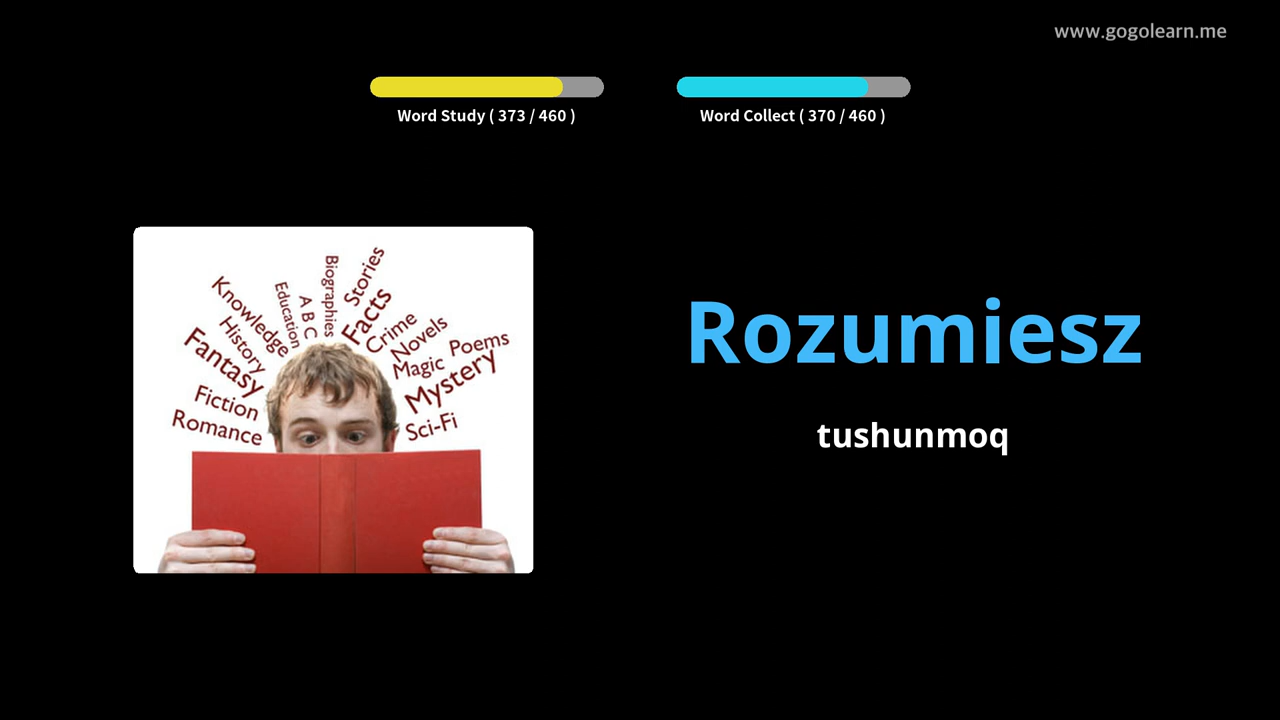 www.gogolearn.me
Word Study ( 373 / 460 )
Word Collect ( 370 / 460 )
Biographies
Stories
Education
A B C
Facts
Knowledge
Crime
History
Novels
Fantasy
Magic
Poems
Mystery
Fiction
Romance
Sci-Fi
Rozumiesz
tushunmoq